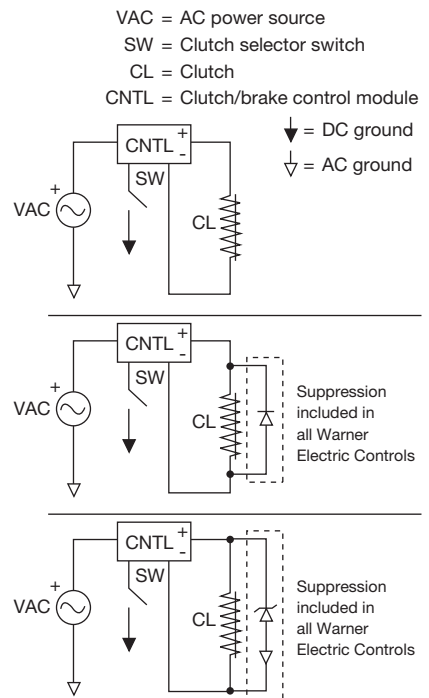 VAC = AC power source
SW = Clutch selector switch
CL = Clutch
CNTL = Clutch/brake control module
= DC ground
= AC ground
CNTL + -
SW
+
VAC
CL
CNTL + -
SW
+
VAC
CL
Suppression
included in
all Warner
Electric Controls
CNTL + -
SW
+
VAC
CL
Suppression
included in
all Warner
Electric Controls